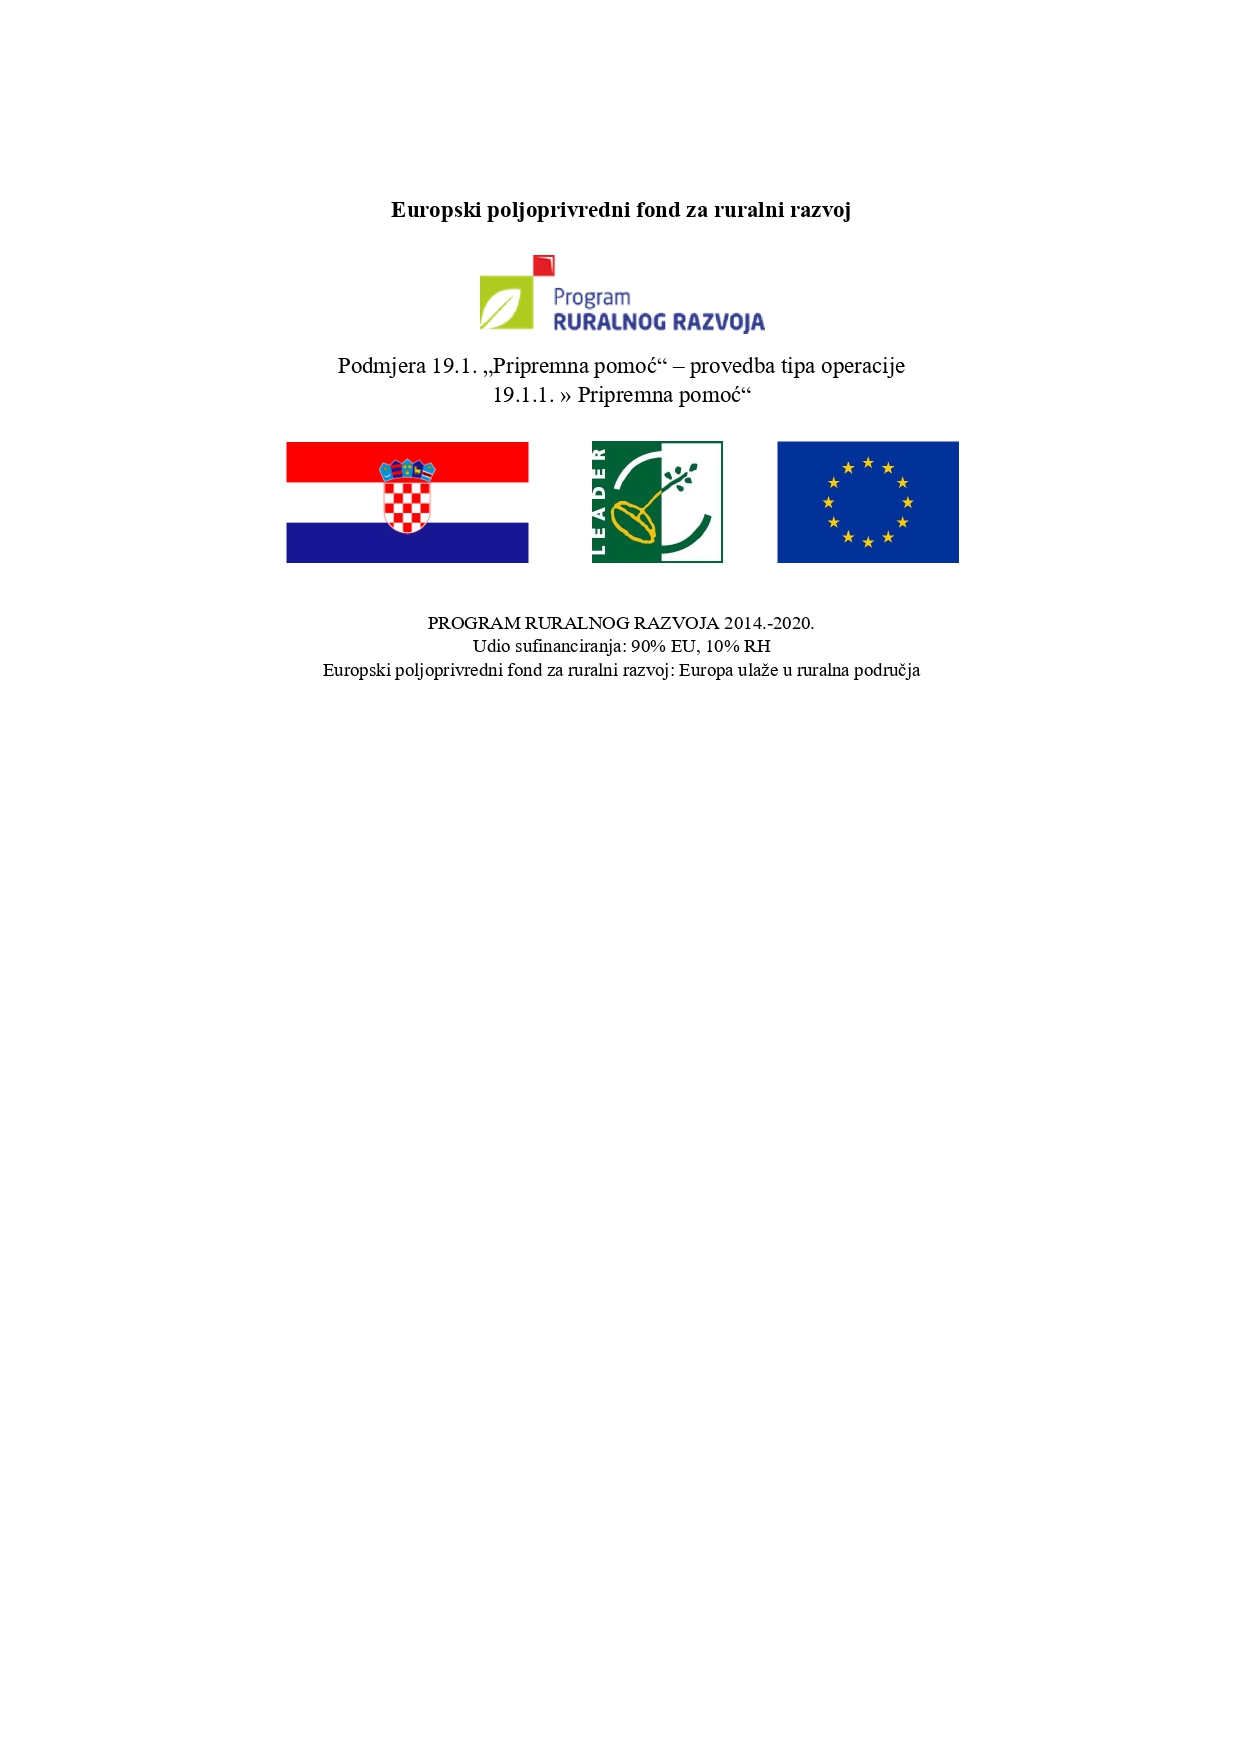 Europski poljoprivredni fond za ruralni razvoj
Program
RURALNOG RAZVOJA
Podmjera 19.1. „Pripremna pomoć“ – provedba tipa operacije
19.1.1. » Pripremna pomoć“
LEADER
PROGRAM RURALNOG RAZVOJA 2014.-2020.
Udio sufinanciranja: 90% EU, 10% RH
Europski poljoprivredni fond za ruralni razvoj: Europa ulaže u ruralna područja